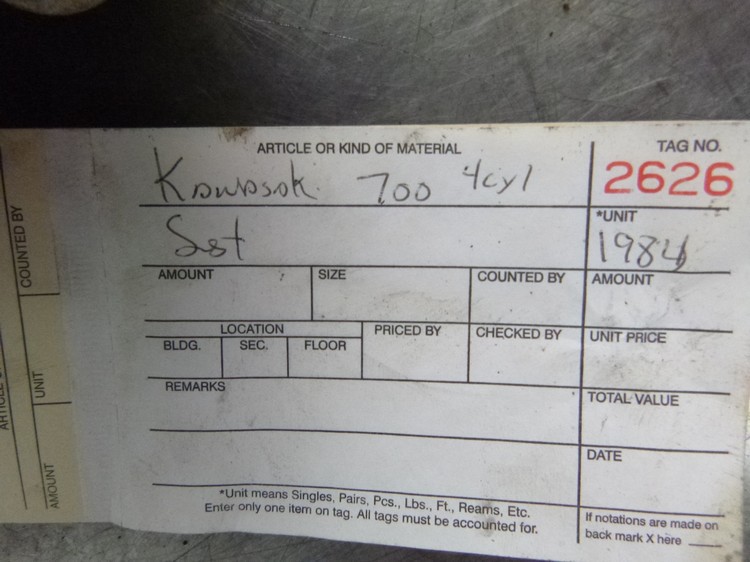 ARTICLE OR KIND OF MATERIAL
Kawasak 700 4cyl
Set
TAG NO.
2626
*UNIT
1984
AMOUNT SIZE COUNTED BY AMOUNT
LOCATION PRICED BY CHECKED BY UNIT PRICE
BLDG. SEC. FLOOR
REMARKS
TOTAL VALUE
DATE
*Unit means Singles, Pairs, Pcs., Lbs., Ft., Reams, Etc.
Enter only one item on tag. All tags must be accounted for.
If notations are made on
back mark X here
COUNTED BY
UNIT
AMOUNT